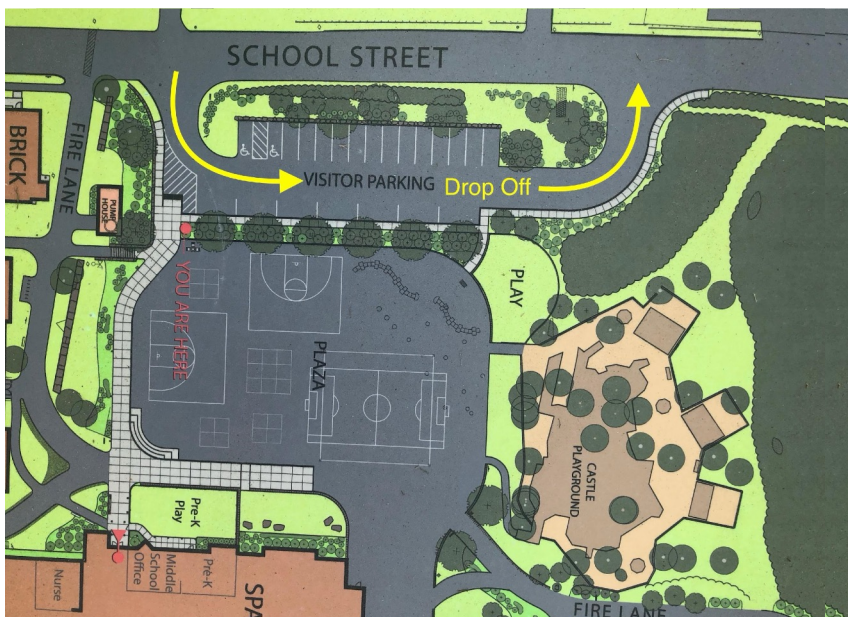 SCHOOL STREET
BRICK
FIRE LANE
PUMP
HOUSE
VISITOR PARKING
Drop Off
YOU ARE HERE
PLAY
PLAZA
CASTLE
PLAYGROUND
Pre-K
Play
Pre-K
Middle
School
Office
Nurse
SPA
FIRE LANE